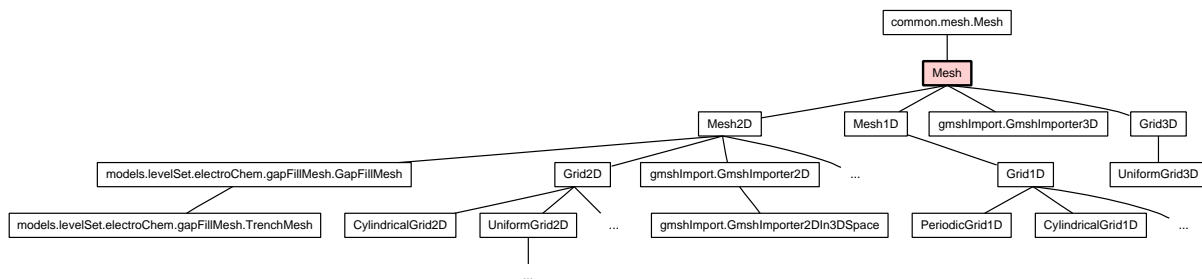 common.mesh.Mesh
Mesh
Mesh2D Mesh1D gmshImport.GmshImporter3D Grid3D
models.levelSet.electroChem.gapFillMesh.GapFillMesh Grid2D gmshImport.GmshImporter2D ... Grid1D UniformGrid3D
models.levelSet.electroChem.gapFillMesh.TrenchMesh CylindricalGrid2D UniformGrid2D ... gmshImport.GmshImporter2DIn3DSpace PeriodicGrid1D CylindricalGrid1D ...
...